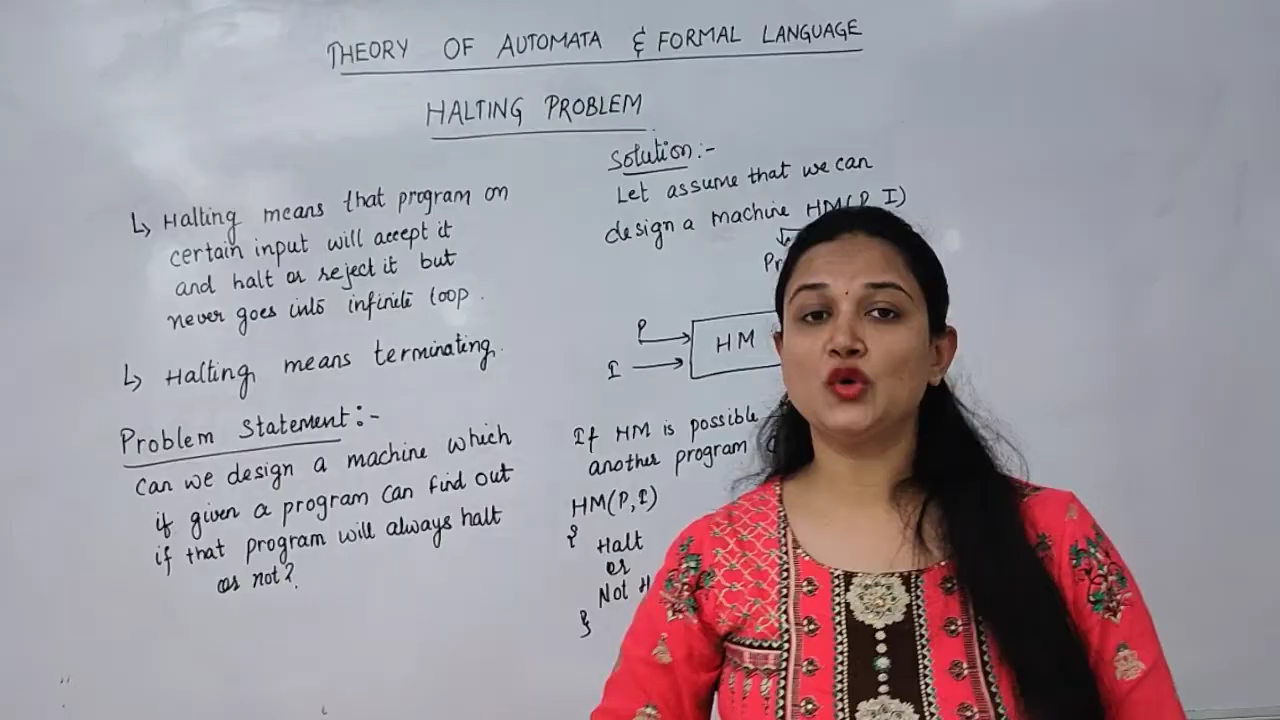 THEORY OF AUTOMATA & FORMAL LANGUAGE
HALTING PROBLEM
↳ Halting means that program on
certain input will accept it
and halt or reject it but
never goes into infinite loop.
↳ Halting means terminating.
Problem Statement:-
Can we design a machine which
if given a program can find out
if that program will always halt
or not?
Solution:-
Let assume that we can
design a machine HM(P, I)
P
I
HM
If HM is possible
another program
HM(P,I)
{
Halt
or
Not
}